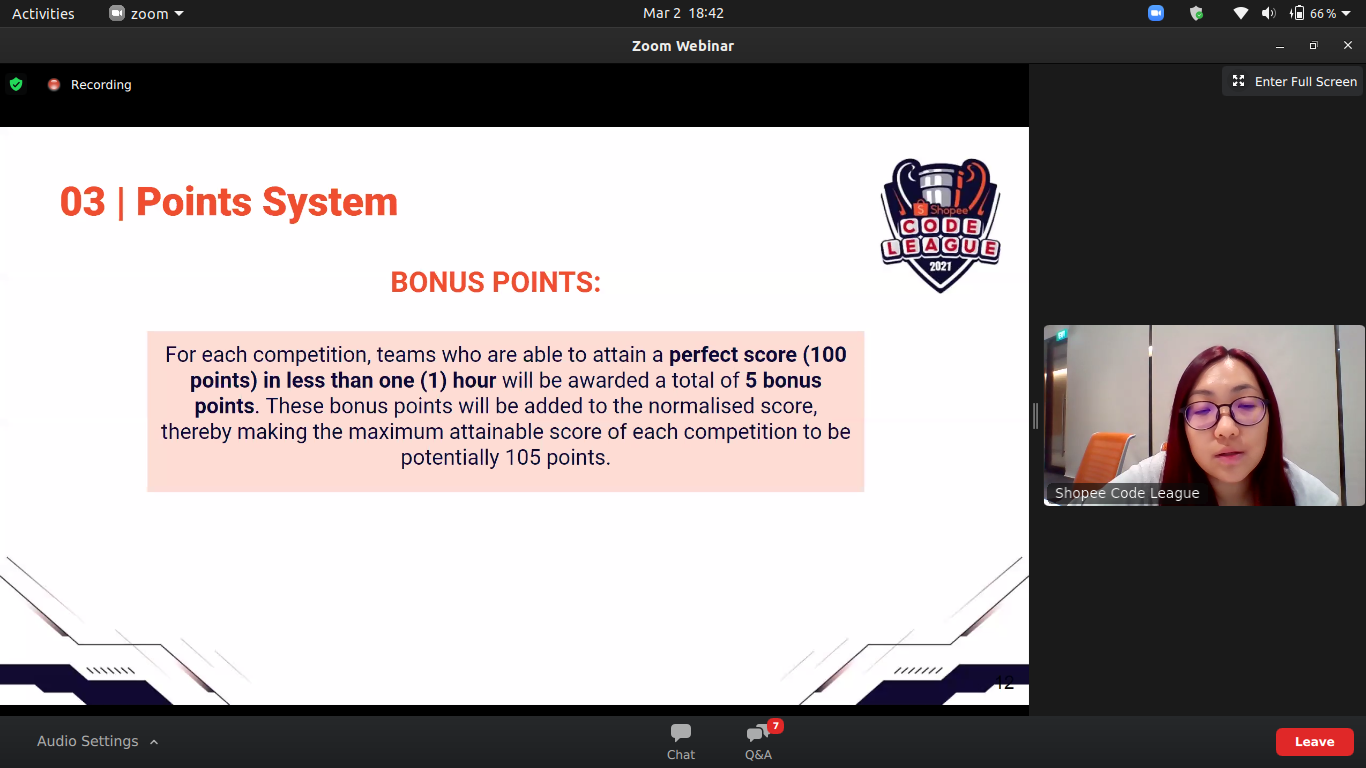 Activities
zoom
Mar 2 18:42
66 %
Zoom Webinar
Recording
Enter Full Screen
03 | Points System
Shopee
CODE
LEAGUE
2021
BONUS POINTS:
For each competition, teams who are able to attain a perfect score (100
points) in less than one (1) hour will be awarded a total of 5 bonus
points. These bonus points will be added to the normalised score,
thereby making the maximum attainable score of each competition to be
potentially 105 points.
Shopee Code League
12
Audio Settings
Chat
7
Q&A
Leave